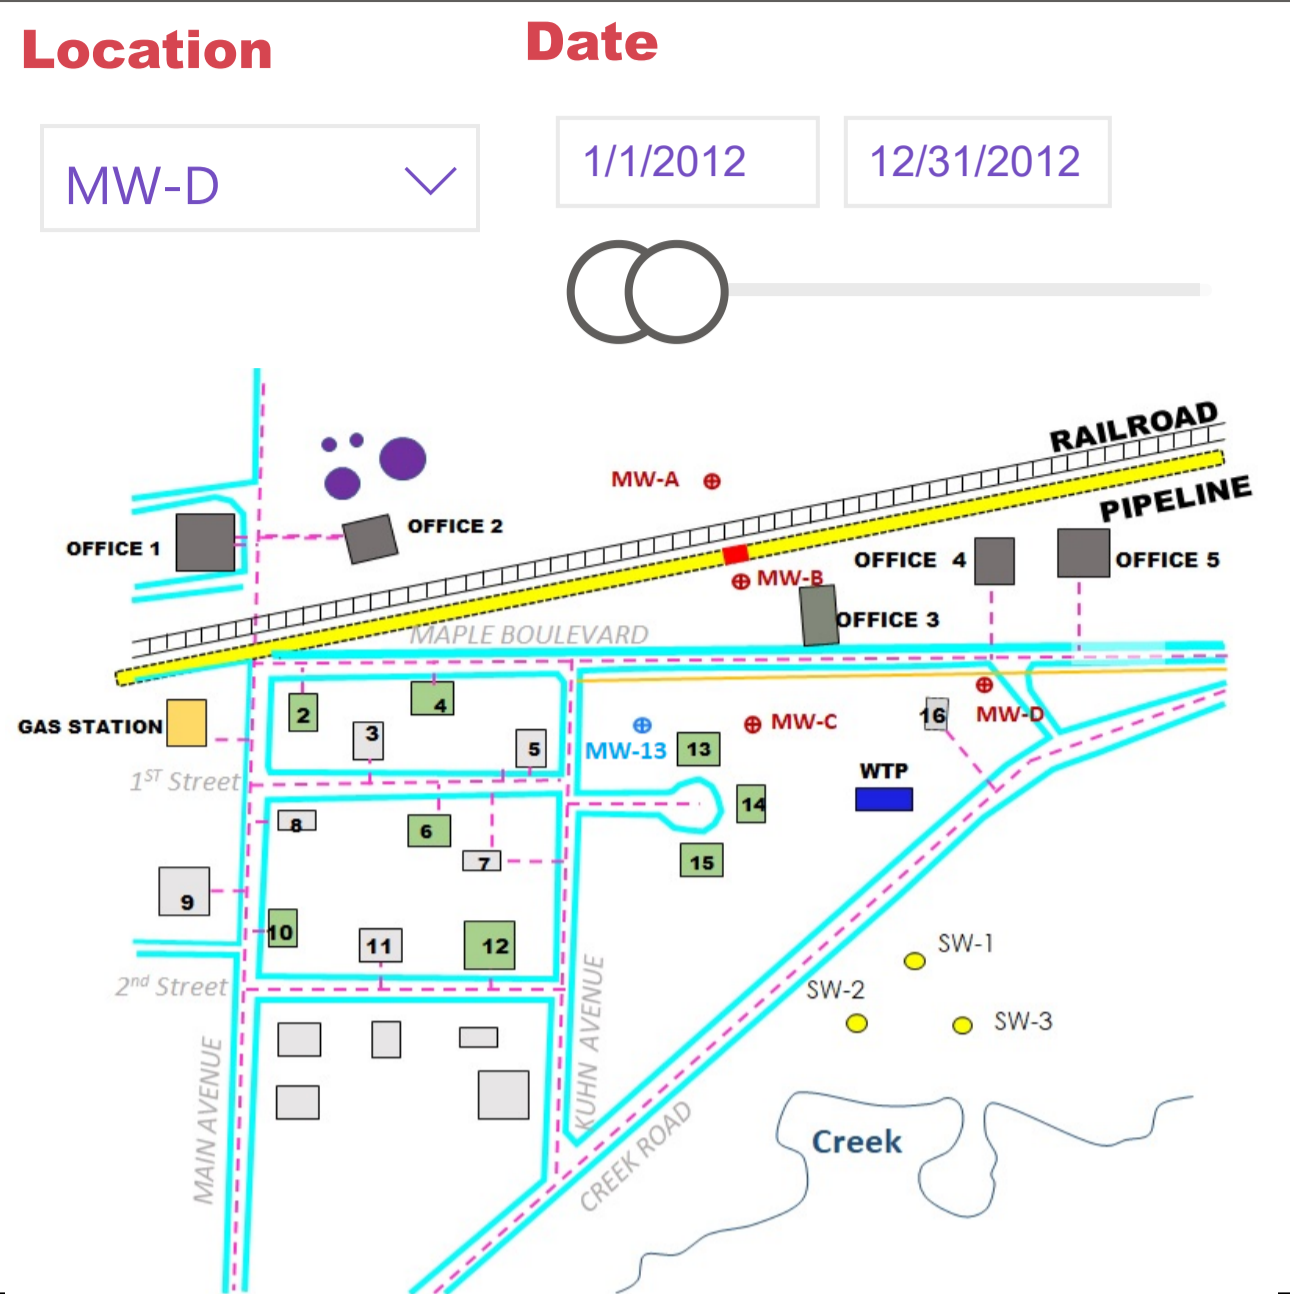 Location
Date
MW-D
1/1/2012
12/31/2012
RAILROAD
PIPELINE
MW-A
OFFICE 1
OFFICE 2
OFFICE 4
OFFICE 5
MW-B
OFFICE 3
MAPLE BOULEVARD
GAS STATION
2
4
3
5
MW-13
MW-C
13
16
MW-D
1ST Street
WTP
8
6
14
7
15
9
10
11
12
SW-1
2nd Street
SW-2
SW-3
MAIN AVENUE
KUHN AVENUE
CREEK ROAD
Creek